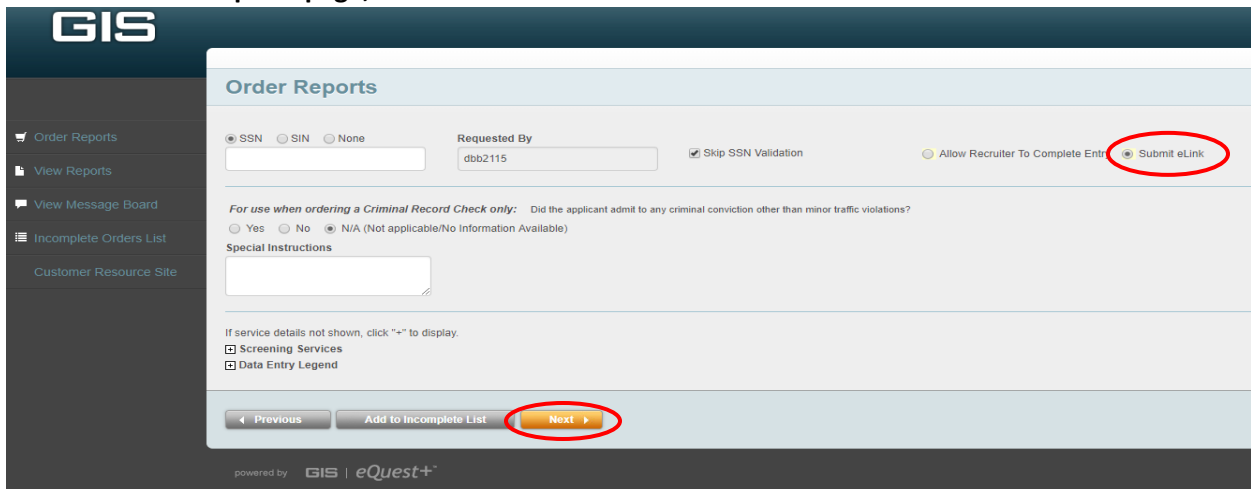 GIS
Order Reports
Order Reports
View Reports
View Message Board
Incomplete Orders List
Customer Resource Site
SSN SIN None
Requested By
dbb2115
Skip SSN Validation
Allow Recruiter To Complete Entry
Submit eLink
For use when ordering a Criminal Record Check only: Did the applicant admit to any criminal conviction other than minor traffic violations?
Yes No N/A (Not applicable/No Information Available)
Special Instructions
If service details not shown, click "+" to display.
Screening Services
Data Entry Legend
Previous Add to Incomplete List Next
powered by GIS | eQuest+